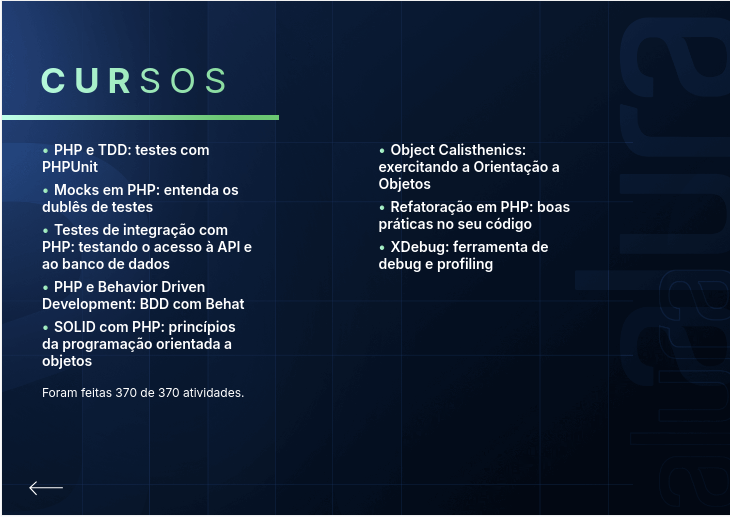 CURSOS
• PHP e TDD: testes com
PHPUnit
• Mocks em PHP: entenda os
dublês de testes
• Testes de integração com
PHP: testando o acesso à API e
ao banco de dados
• PHP e Behavior Driven
Development: BDD com Behat
• SOLID com PHP: princípios
da programação orientada a
objetos
Foram feitas 370 de 370 atividades.
• Object Calisthenics:
exercitando a Orientação a
Objetos
• Refatoração em PHP: boas
práticas no seu código
• XDebug: ferramenta de
debug e profiling
alura
alura